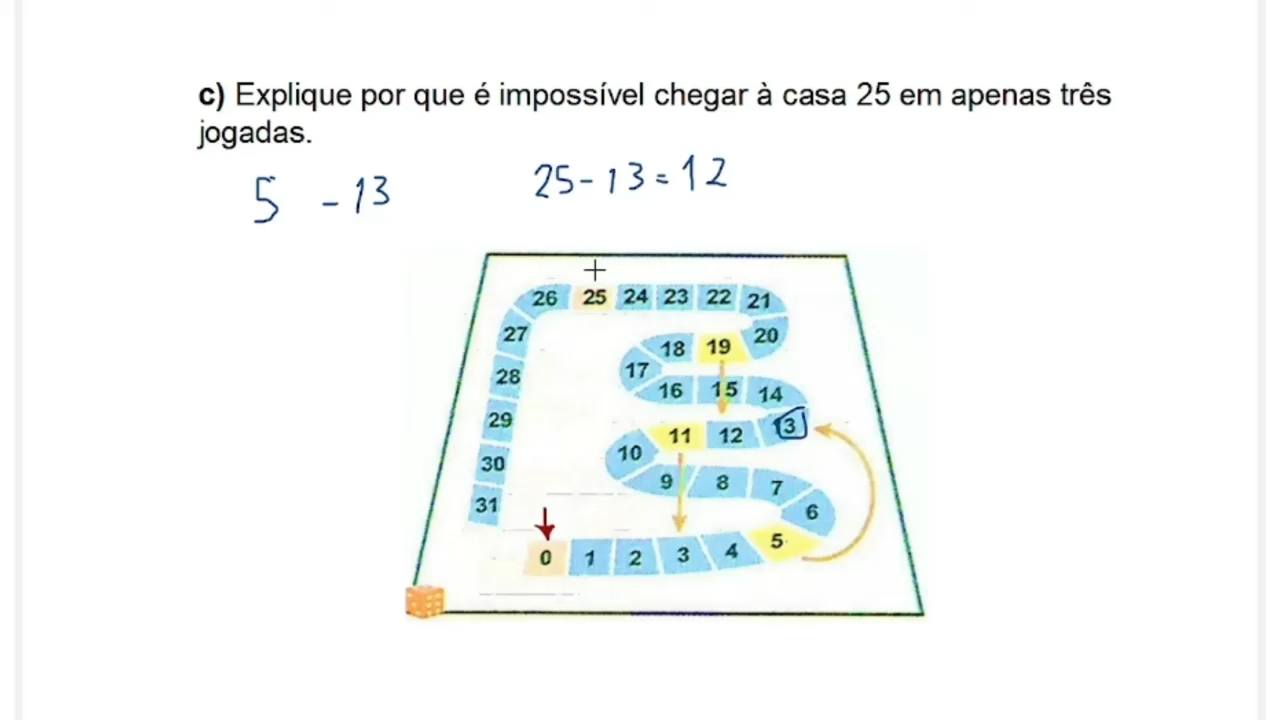 c) Explique por que é impossível chegar à casa 25 em apenas três
jogadas.
5 - 13
25 - 13 = 12
26 25 24 23 22 21
27 18 19 20
17
28 16 15 14
29 11 12 13
10
30 9 8 7
31 6
0 1 2 3 4 5